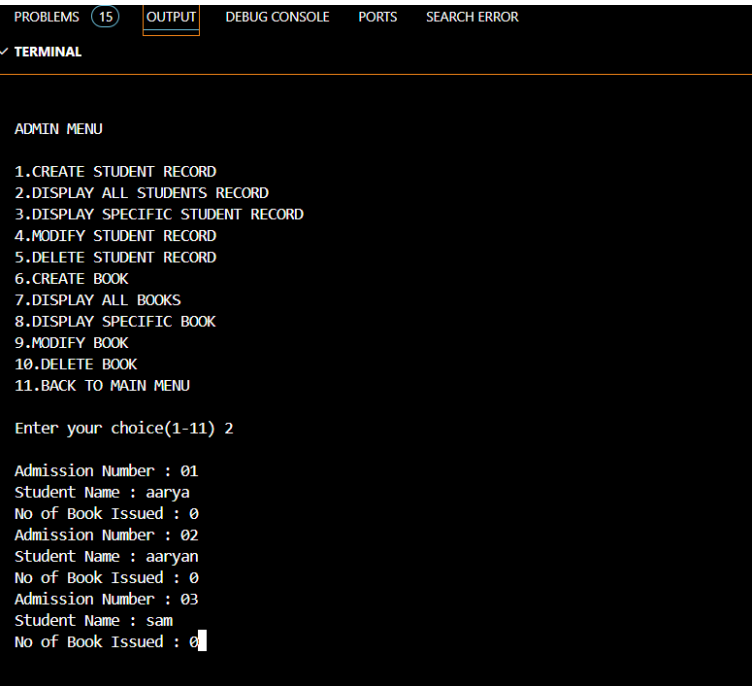 PROBLEMS 15 OUTPUT DEBUG CONSOLE PORTS SEARCH ERROR
TERMINAL
ADMIN MENU
1.CREATE STUDENT RECORD
2.DISPLAY ALL STUDENTS RECORD
3.DISPLAY SPECIFIC STUDENT RECORD
4.MODIFY STUDENT RECORD
5.DELETE STUDENT RECORD
6.CREATE BOOK
7.DISPLAY ALL BOOKS
8.DISPLAY SPECIFIC BOOK
9.MODIFY BOOK
10.DELETE BOOK
11.BACK TO MAIN MENU
Enter your choice(1-11) 2
Admission Number : 01
Student Name : aarya
No of Book Issued : 0
Admission Number : 02
Student Name : aaryan
No of Book Issued : 0
Admission Number : 03
Student Name : sam
No of Book Issued : 0